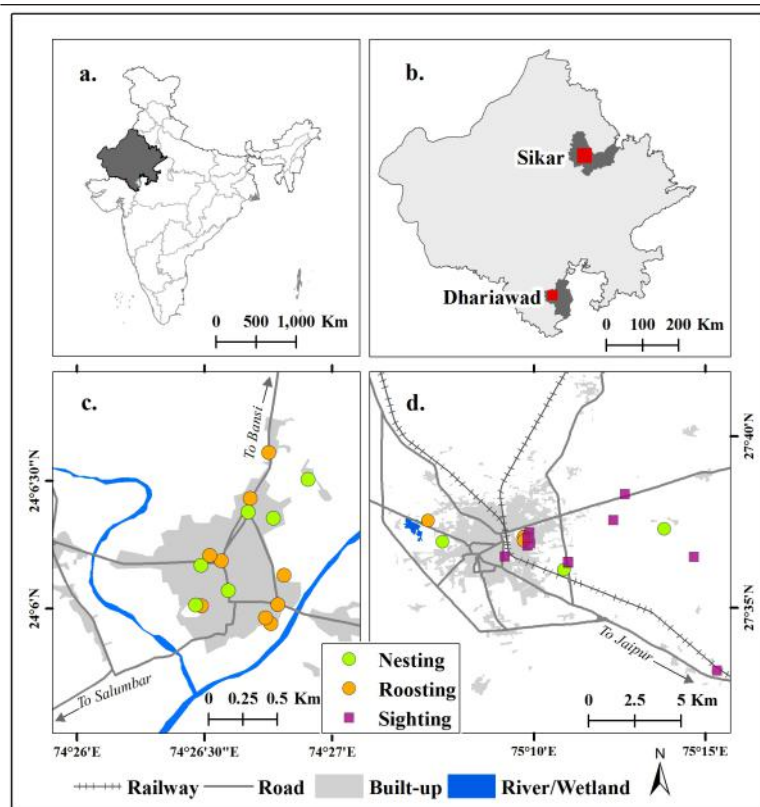 a.
0 500 1,000 Km
b.
Sikar
Dhariawad
0 100 200 Km
c.
To Bansi
24°6'30"N
24°6'N
To Salumbar
0 0.25 0.5 Km
74°26'E 74°26'30"E 74°27'E
d.
27°40'N
27°35'N
To Jaipur
0 2.5 5 Km
75°10'E 75°15'E
Nesting
Roosting
Sighting
N
Railway Road Built-up River/Wetland